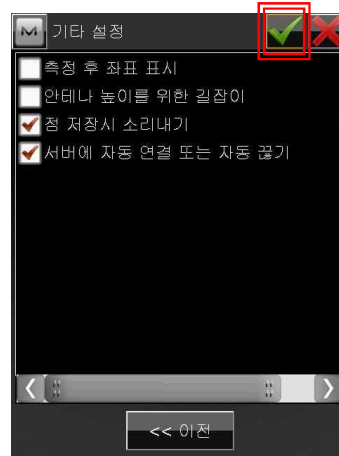 M 기타 설정
측정 후 좌표 표시
안테나 높이를 위한 길잡이
점 저장시 소리내기
서버에 자동 연결 또는 자동 끊기
<< 이전